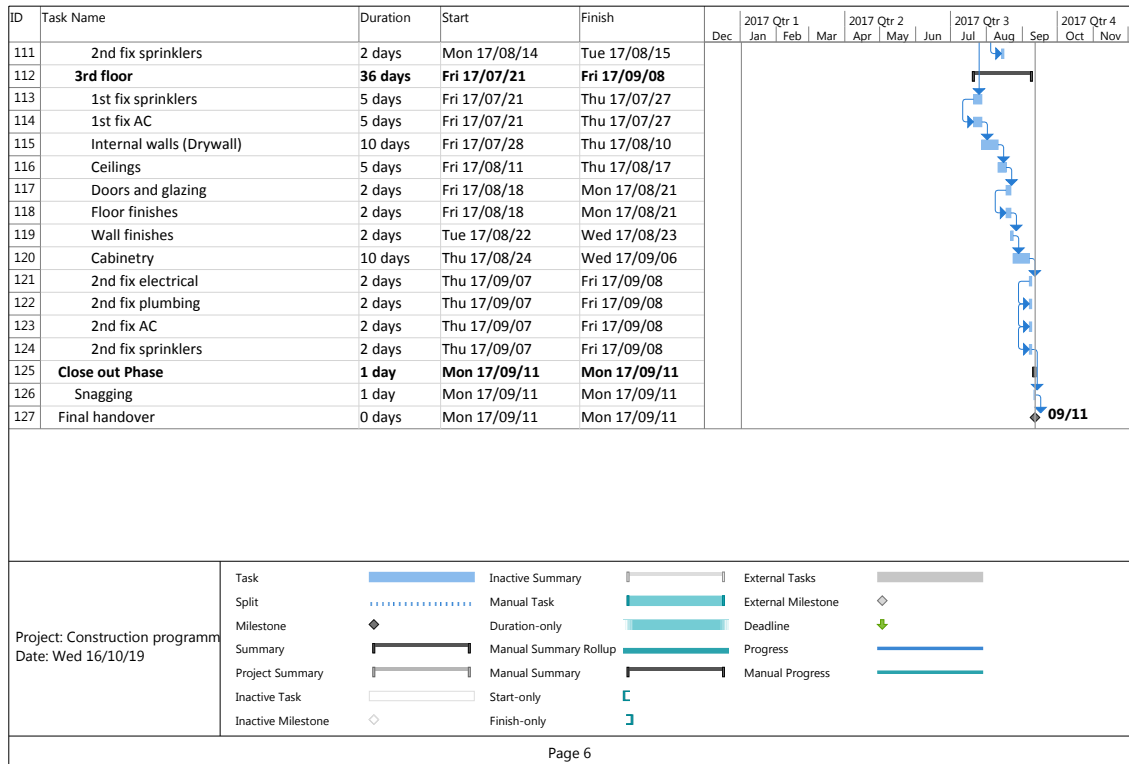 ID Task Name Duration Start Finish 2017 Qtr 1 2017 Qtr 2 2017 Qtr 3 2017 Qtr 4
Dec Jan Feb Mar Apr May Jun Jul Aug Sep Oct Nov
111 2nd fix sprinklers 2 days Mon 17/08/14 Tue 17/08/15
112 3rd floor 36 days Fri 17/07/21 Fri 17/09/08
113 1st fix sprinklers 5 days Fri 17/07/21 Thu 17/07/27
114 1st fix AC 5 days Fri 17/07/21 Thu 17/07/27
115 Internal walls (Drywall) 10 days Fri 17/07/28 Thu 17/08/10
116 Ceilings 5 days Fri 17/08/11 Thu 17/08/17
117 Doors and glazing 2 days Fri 17/08/18 Mon 17/08/21
118 Floor finishes 2 days Fri 17/08/18 Mon 17/08/21
119 Wall finishes 2 days Tue 17/08/22 Wed 17/08/23
120 Cabinetry 10 days Thu 17/08/24 Wed 17/09/06
121 2nd fix electrical 2 days Thu 17/09/07 Fri 17/09/08
122 2nd fix plumbing 2 days Thu 17/09/07 Fri 17/09/08
123 2nd fix AC 2 days Thu 17/09/07 Fri 17/09/08
124 2nd fix sprinklers 2 days Thu 17/09/07 Fri 17/09/08
125 Close out Phase 1 day Mon 17/09/11 Mon 17/09/11
126 Snagging 1 day Mon 17/09/11 Mon 17/09/11
127 Final handover 0 days Mon 17/09/11 Mon 17/09/11 09/11
Project: Construction programm
Date: Wed 16/10/19
Task Inactive Summary External Tasks
Split Manual Task External Milestone
Milestone Duration-only Deadline
Summary Manual Summary Rollup Progress
Project Summary Manual Summary Manual Progress
Inactive Task Start-only
Inactive Milestone Finish-only
Page 6